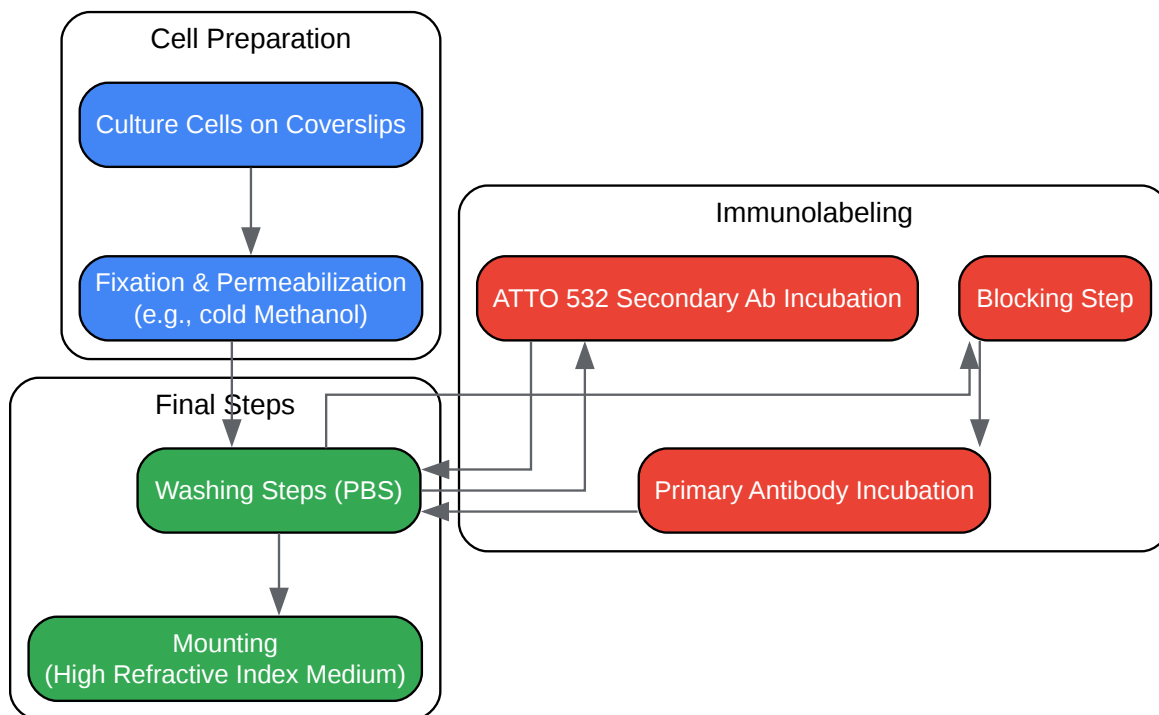 Cell Preparation
Culture Cells on Coverslips
Fixation & Permeabilization
(e.g., cold Methanol)
Immunolabeling
ATTO 532 Secondary Ab Incubation
Blocking Step
Primary Antibody Incubation
Final Steps
Washing Steps (PBS)
Mounting
(High Refractive Index Medium)